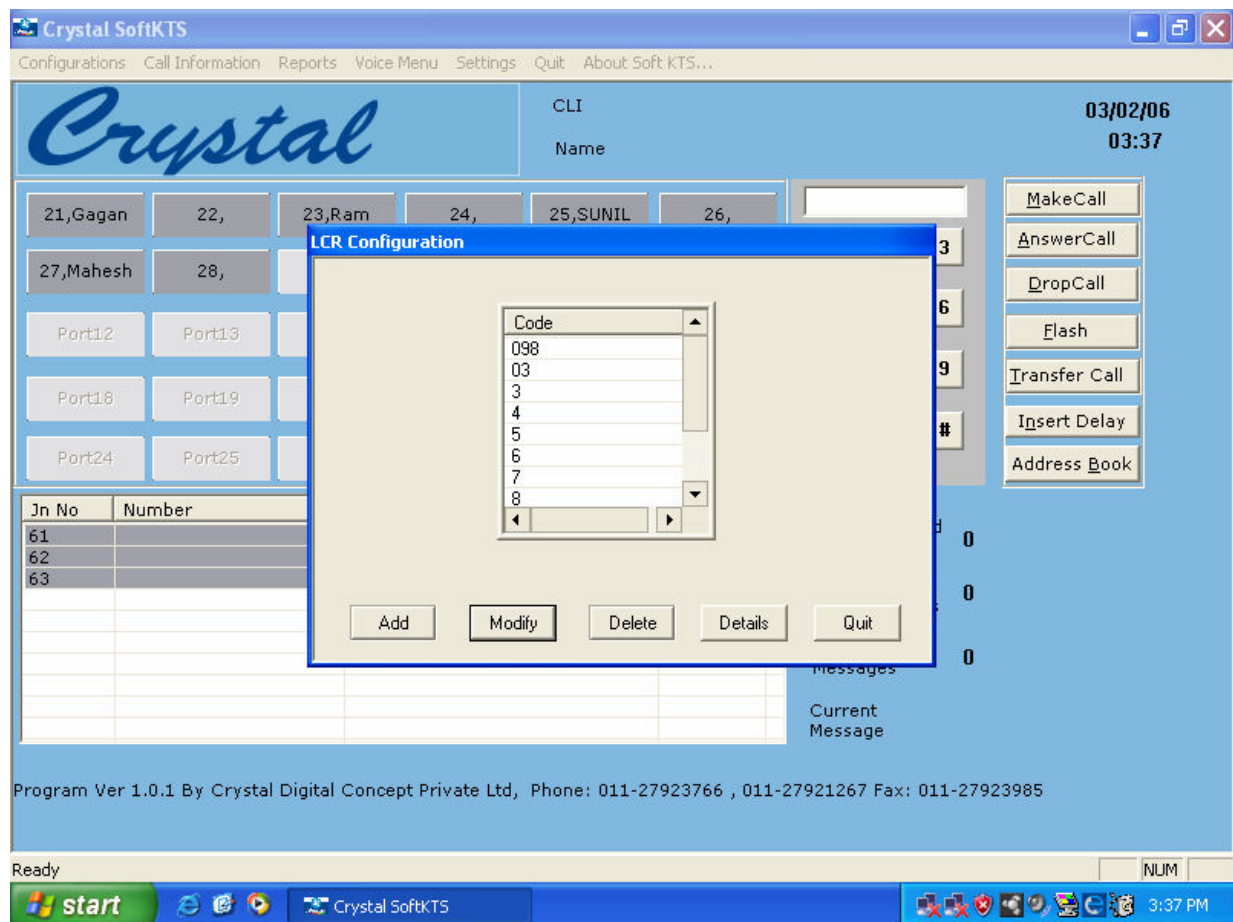 Crystal SoftKTS
Configurations Call Information Reports Voice Menu Settings Quit About Soft KTS...
Crystal
CLI
Name
03/02/06
03:37
21,Gagan 22, 23,Ram 24, 25,SUNIL 26,
27,Mahesh 28,
Port12 Port13
Port18 Port19
Port24 Port25
LCR Configuration
Code
098
03
3
4
5
6
7
8
Add Modify Delete Details Quit
3
6
9
#
MakeCall
AnswerCall
DropCall
Flash
Transfer Call
Insert Delay
Address Book
Jn No Number
61
62
63
0
0
Messages 0
Current
Message
Program Ver 1.0.1 By Crystal Digital Concept Private Ltd, Phone: 011-27923766 , 011-27921267 Fax: 011-27923985
Ready NUM
start Crystal SoftKTS 3:37 PM